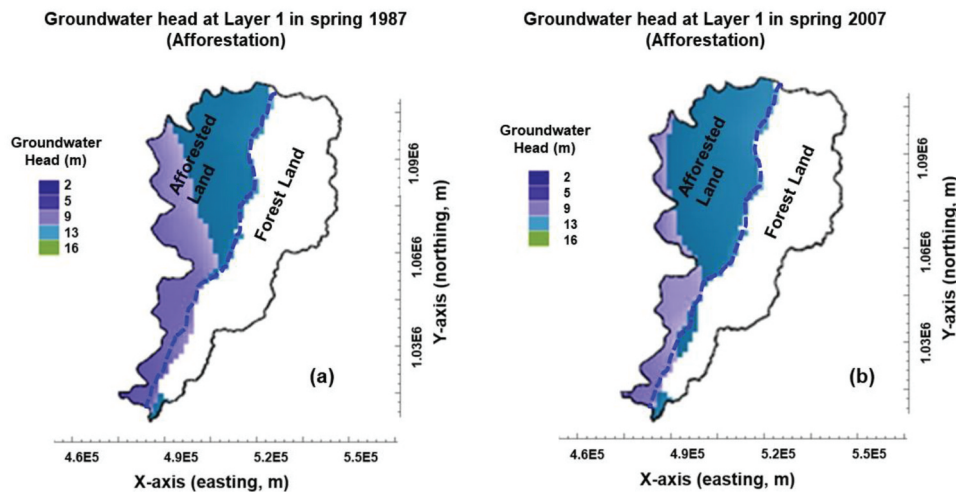 Groundwater head at Layer 1 in spring 1987
(Afforestation)
Groundwater
Head (m)
2
5
9
13
16
Afforested
Land
Forest Land
(a)
1.09E6
1.06E6
1.03E6
Y-axis (northing, m)
4.6E5 4.9E5 5.2E5 5.5E5
X-axis (easting, m)
Groundwater head at Layer 1 in spring 2007
(Afforestation)
Groundwater
Head (m)
2
5
9
13
16
Afforested
Land
Forest Land
(b)
1.09E6
1.06E6
1.03E6
Y-axis (northing, m)
4.6E5 4.9E5 5.2E5 5.5E5
X-axis (easting, m)